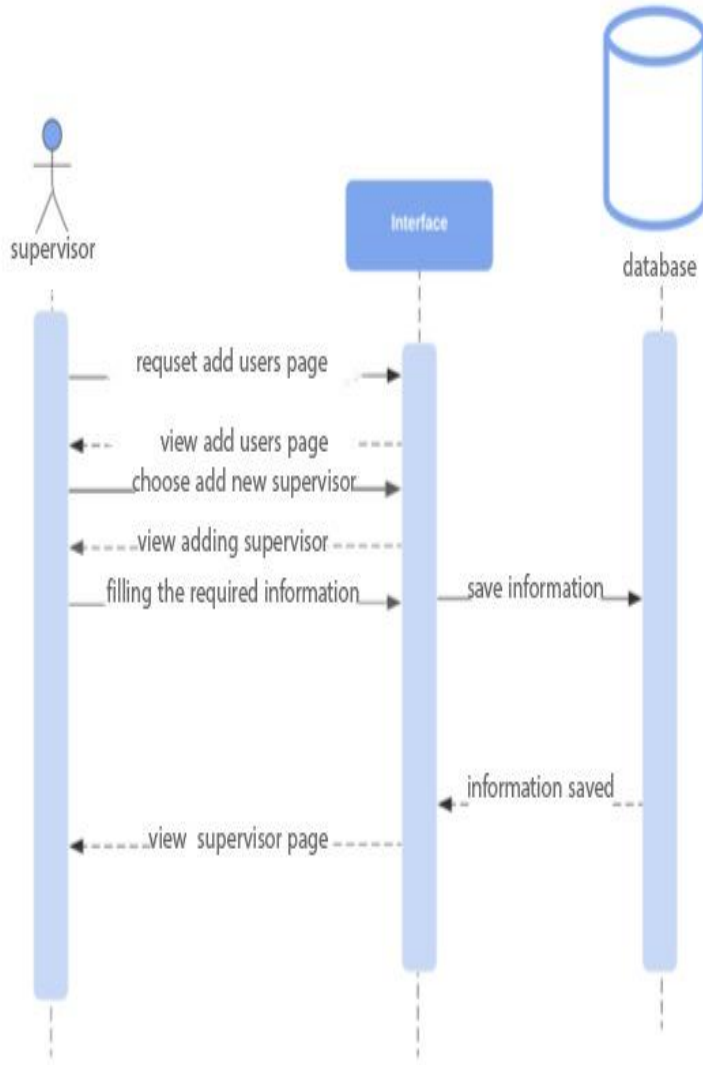 supervisor
Interface
database
requset add users page
view add users page
choose add new supervisor
view adding supervisor
filling the required information
save information
information saved
view supervisor page